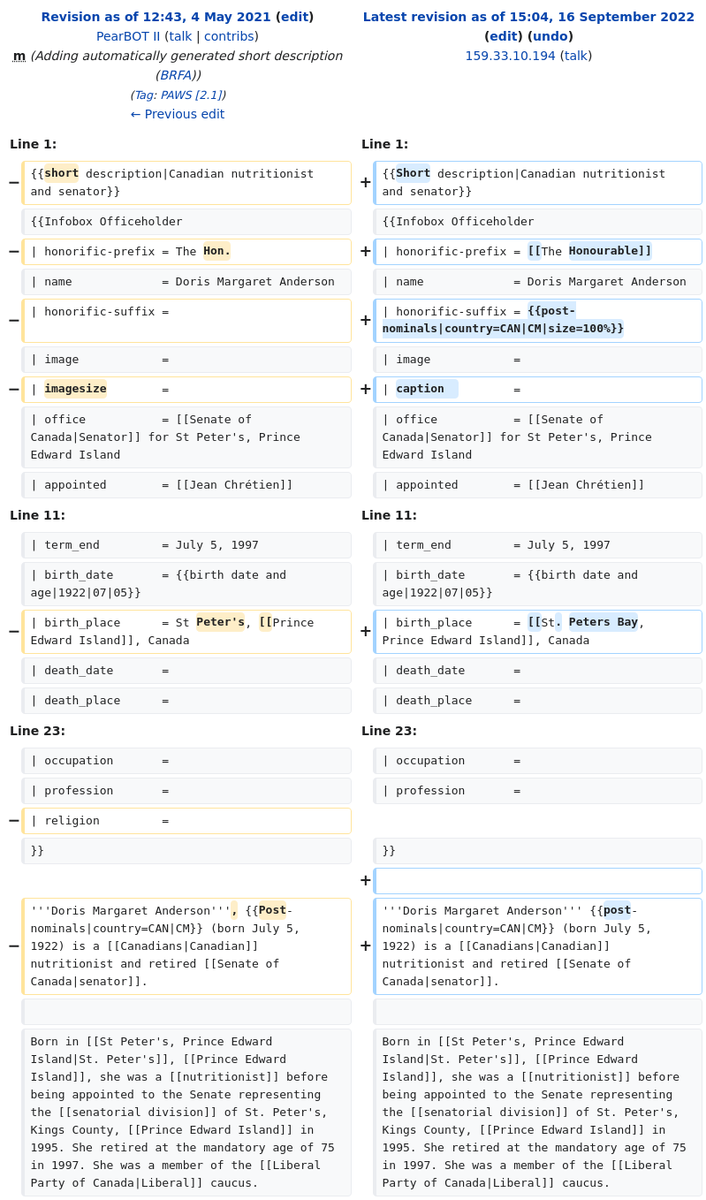 Revision as of 12:43, 4 May 2021 (edit)
PearBOT II (talk | contribs)
m (Adding automatically generated short description
(BRFA))
(Tag: PAWS [2.1])
← Previous edit
Latest revision as of 15:04, 16 September 2022
(edit) (undo)
159.33.10.194 (talk)
Line 1:
Line 1:
− {{short description|Canadian nutritionist
and senator}}
+ {{Short description|Canadian nutritionist
and senator}}
{{Infobox Officeholder
{{Infobox Officeholder
− | honorific-prefix = The Hon.
+ | honorific-prefix = [[The Honourable]]
| name = Doris Margaret Anderson
| name = Doris Margaret Anderson
− | honorific-suffix =
+ | honorific-suffix = {{post-
nominals|country=CAN|CM|size=100%}}
| image =
| image =
− | imagesize =
+ | caption =
| office = [[Senate of
Canada|Senator]] for St Peter's, Prince
Edward Island
| office = [[Senate of
Canada|Senator]] for St Peter's, Prince
Edward Island
| appointed = [[Jean Chrétien]]
| appointed = [[Jean Chrétien]]
Line 11:
Line 11:
| term_end = July 5, 1997
| term_end = July 5, 1997
| birth_date = {{birth date and
age|1922|07|05}}
| birth_date = {{birth date and
age|1922|07|05}}
− | birth_place = St Peter's, [[Prince
Edward Island]], Canada
+ | birth_place = [[St. Peters Bay,
Prince Edward Island]], Canada
| death_date =
| death_date =
| death_place =
| death_place =
Line 23:
Line 23:
| occupation =
| occupation =
| profession =
| profession =
− | religion =
}}
}}
+
− '''Doris Margaret Anderson''', {{Post-
nominals|country=CAN|CM}} (born July 5,
1922) is a [[Canadians|Canadian]]
nutritionist and retired [[Senate of
Canada|senator]].
+ '''Doris Margaret Anderson''' {{post-
nominals|country=CAN|CM}} (born July 5,
1922) is a [[Canadians|Canadian]]
nutritionist and retired [[Senate of
Canada|senator]].
Born in [[St Peter's, Prince Edward
Island|St. Peter's]], [[Prince Edward
Island]], she was a [[nutritionist]] before
being appointed to the Senate representing
the [[senatorial division]] of St. Peter's,
Kings County, [[Prince Edward Island]] in
1995. She retired at the mandatory age of 75
in 1997. She was a member of the [[Liberal
Party of Canada|Liberal]] caucus.
Born in [[St Peter's, Prince Edward
Island|St. Peter's]], [[Prince Edward
Island]], she was a [[nutritionist]] before
being appointed to the Senate representing
the [[senatorial division]] of St. Peter's,
Kings County, [[Prince Edward Island]] in
1995. She retired at the mandatory age of 75
in 1997. She was a member of the [[Liberal
Party of Canada|Liberal]] caucus.